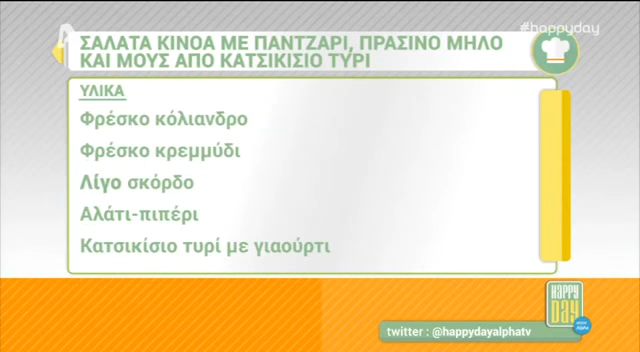 #happyday
ΣΑΛΑΤΑ ΚΙΝΟΑ ΜΕ ΠΑΝΤΖΑΡΙ, ΠΡΑΣΙΝΟ ΜΗΛΟ
ΚΑΙ ΜΟΥΣ ΑΠΟ ΚΑΤΣΙΚΙΣΙΟ ΤΥΡΙ
ΥΛΙΚΑ
Φρέσκο κόλιανδρο
Φρέσκο κρεμμύδι
Λίγο σκόρδο
Αλάτι-πιπέρι
Κατσικίσιο τυρί με γιαούρτι
HAPPY
DAY
twitter : @happydayalphatv